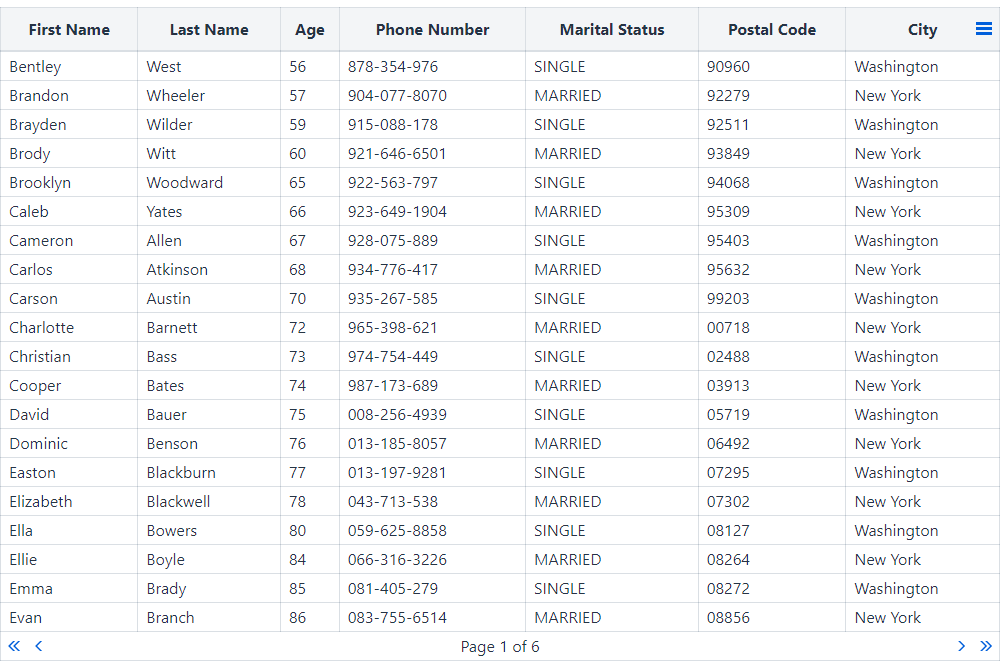 First Name Last Name Age Phone Number Marital Status Postal Code City
Bentley West 56 878-354-976 SINGLE 90960 Washington
Brandon Wheeler 57 904-077-8070 MARRIED 92279 New York
Brayden Wilder 59 915-088-178 SINGLE 92511 Washington
Brody Witt 60 921-646-6501 MARRIED 93849 New York
Brooklyn Woodward 65 922-563-797 SINGLE 94068 Washington
Caleb Yates 66 923-649-1904 MARRIED 95309 New York
Cameron Allen 67 928-075-889 SINGLE 95403 Washington
Carlos Atkinson 68 934-776-417 MARRIED 95632 New York
Carson Austin 70 935-267-585 SINGLE 99203 Washington
Charlotte Barnett 72 965-398-621 MARRIED 00718 New York
Christian Bass 73 974-754-449 SINGLE 02488 Washington
Cooper Bates 74 987-173-689 MARRIED 03913 New York
David Bauer 75 008-256-4939 SINGLE 05719 Washington
Dominic Benson 76 013-185-8057 MARRIED 06492 New York
Easton Blackburn 77 013-197-9281 SINGLE 07295 Washington
Elizabeth Blackwell 78 043-713-538 MARRIED 07302 New York
Ella Bowers 80 059-625-8858 SINGLE 08127 Washington
Ellie Boyle 84 066-316-3226 MARRIED 08264 New York
Emma Brady 85 081-405-279 SINGLE 08272 Washington
Evan Branch 86 083-755-6514 MARRIED 08856 New York
Page 1 of 6